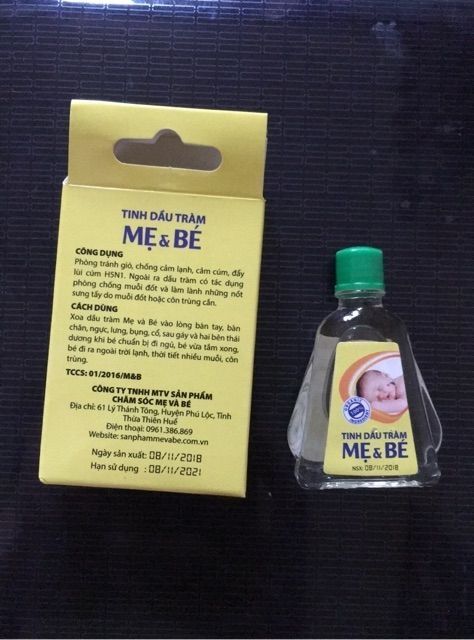 TINH DẦU TRÀM
MẸ & BÉ
CÔNG DỤNG
Phòng tránh gió, chống cảm lạnh, cảm cúm, đẩy
lùi cúm H5N1. Ngoài ra dầu tràm có tác dụng
phòng chống muỗi đốt và làm lành những nốt
sưng tấy do muỗi đốt hoặc côn trùng cắn.
CÁCH DÙNG
Xoa dầu tràm Mẹ và Bé vào lòng bàn tay, bàn
chân, ngực, lưng, bụng, cổ, sau gáy và hai bên thái
dương khi bé chuẩn bị đi ngủ, bé vừa tắm xong,
bé đi ra ngoài trời lạnh, thời tiết nhiều muỗi, côn
trùng.
TCCS: 01/2016/M&B
CÔNG TY TNHH MTV SẢN PHẨM
CHĂM SÓC MẸ VÀ BÉ
Địa chỉ: 61 Lý Thánh Tông, Huyện Phú Lộc, Tỉnh
Thừa Thiên Huế
Điện thoại: 0961.386.869
Website: sanphammevabe.com.vn
Ngày sản xuất: 08/11/2018
Hạn sử dụng : 08/11/2021
ORGANIC
100%
TINH DẦU TRÀM
MẸ & BÉ
NSX: 08/11/2018